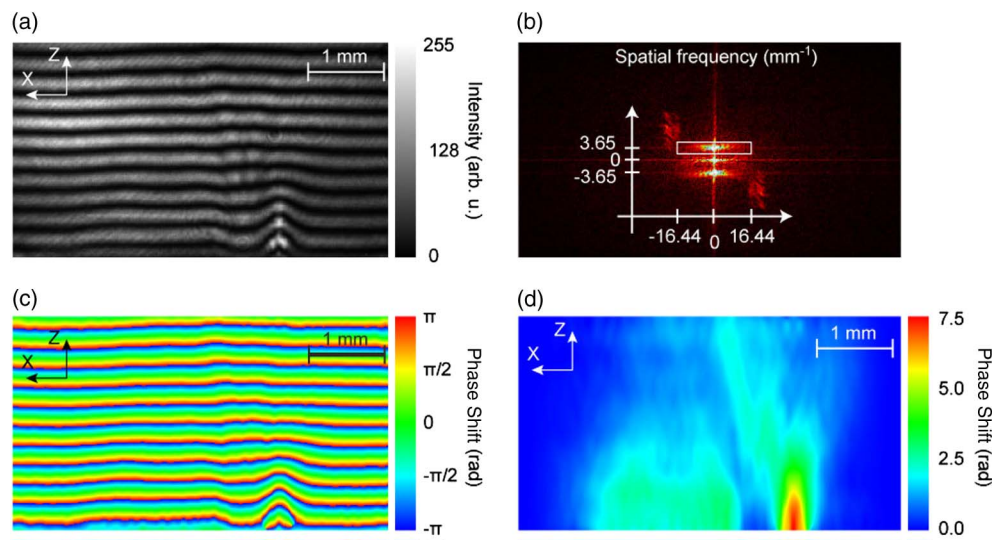 (a)
Z
X
1 mm
255
128
0
Intensity (arb. u.)
(b)
Spatial frequency (mm⁻¹)
3.65
0
-3.65
-16.44
0
16.44
(c)
Z
X
1 mm
π
π/2
0
-π/2
-π
Phase Shift (rad)
(d)
Z
X
1 mm
7.5
5.0
2.5
0.0
Phase Shift (rad)